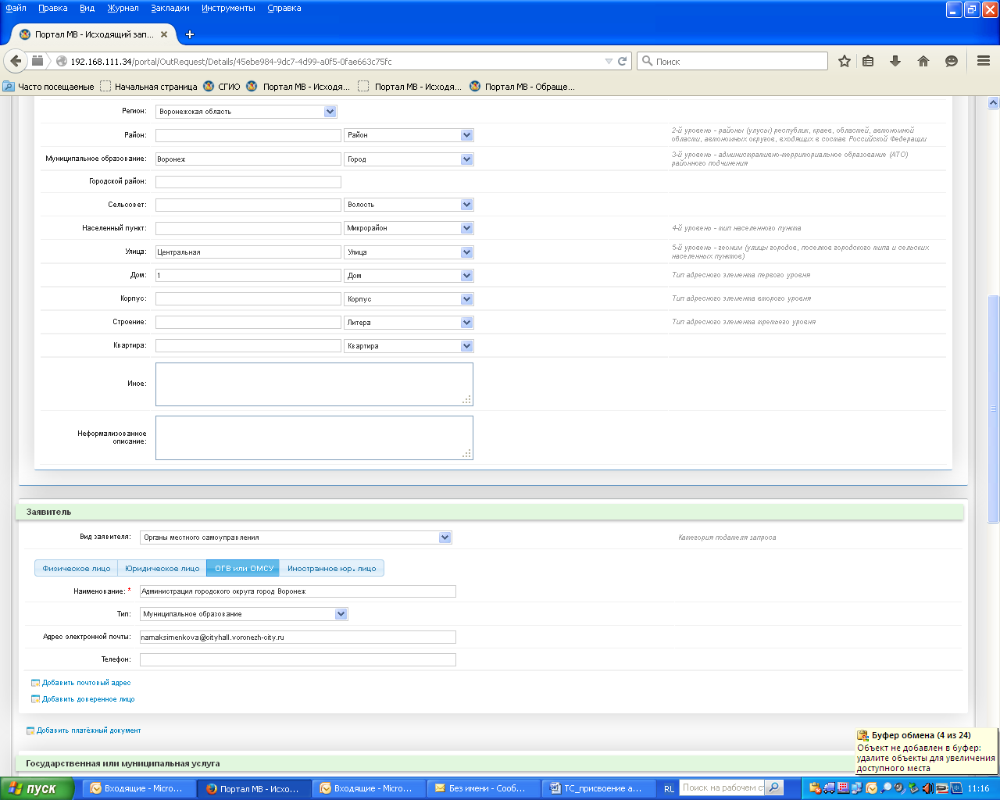 Файл Правка Вид Журнал Закладки Инструменты Справка
Портал МВ - Исходящий зап...
192.168.111.34/portal/OutRequest/Details/45ebe984-9dc7-4d99-a0f5-0fae663c75fc
Поиск
Часто посещаемые Начальная страница СГИО Портал МВ - Исходя... Портал МВ - Исходя... Портал МВ - Обраще...
Регион: Воронежская область
Район: Район
2-й уровень - районы (улусы) республик, краев, областей, автономной
области, автономных округов, входящих в состав Российской Федерации
Муниципальное образование: Воронеж Город
3-й уровень - административно-территориальное образование (АТО)
районного подчинения
Городской район:
Сельсовет: Волость
Населенный пункт: Микрорайон 4-й уровень - тип населенного пункта
Улица: Центральная Улица
5-й уровень - геоним (улицы городов, поселков городского типа и сельских
населенных пунктов)
Дом: 1 Дом Тип адресного элемента первого уровня
Корпус: Корпус Тип адресного элемента второго уровня
Строение: Литера Тип адресного элемента третьего уровня
Квартира: Квартира
Иное:
Неформализованное
описание:
Заявитель
Вид заявителя: Органы местного самоуправления Категория подателя запроса
Физическое лицо Юридическое лицо ОГВ или ОМСУ Иностранное юр. лицо
Наименование: * Администрация городского округа город Воронеж
Тип: Муниципальное образование
Адрес электронной почты: namaksimenkova@cityhall.voronezh-city.ru
Телефон:
Добавить почтовый адрес
Добавить доверенное лицо
Добавить платёжный документ
Государственная или муниципальная услуга
Буфер обмена (4 из 24)
Объект не добавлен в буфер:
удалите объекты для увеличения
доступного места
пуск Входящие - Micro... Портал МВ - Исхо... Входящие - Micro... Без имени - Сооб... ТС_присвоение а... RL Поиск на рабочем ст 11:16